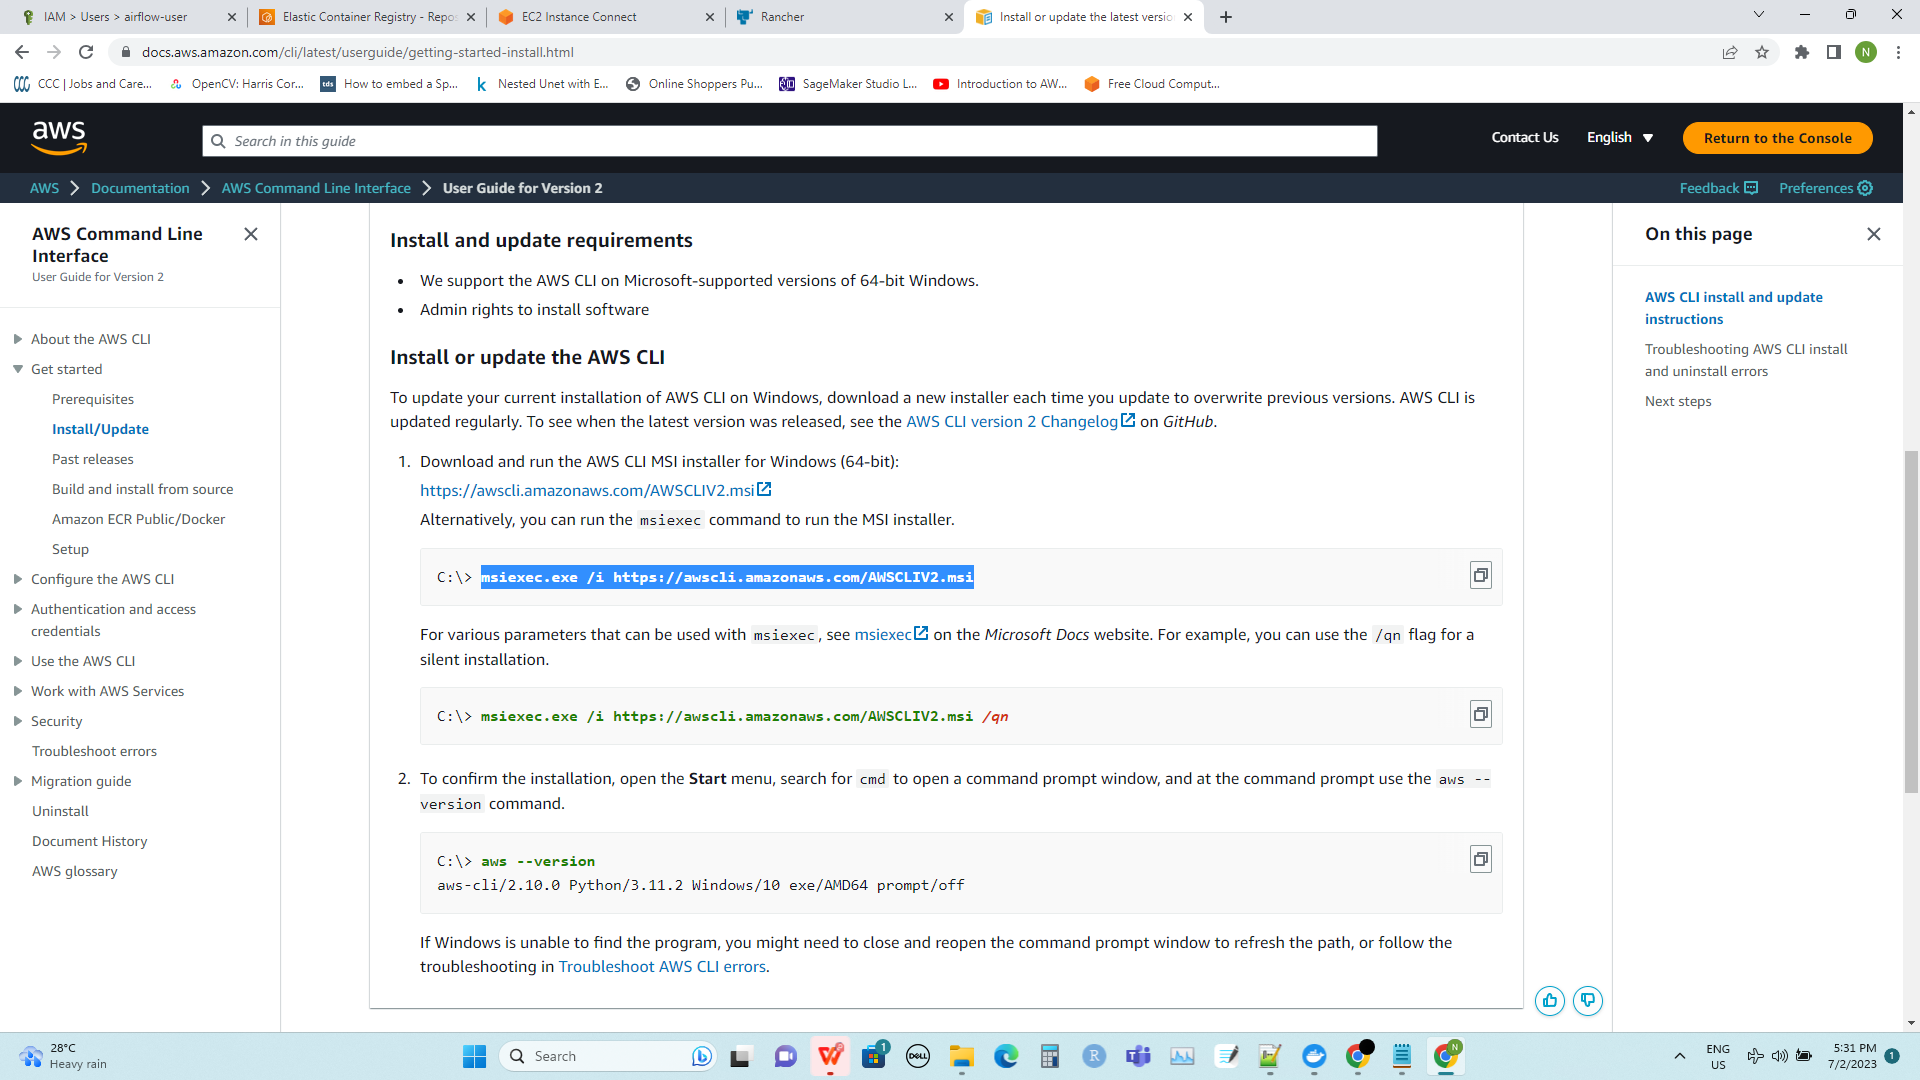 IAM > Users > airflow-user
Elastic Container Registry - Repos
EC2 Instance Connect
Rancher
Install or update the latest versio
docs.aws.amazon.com/cli/latest/userguide/getting-started-install.html
N
CCC | Jobs and Care...
OpenCV: Harris Cor...
tds
How to embed a Sp...
k
Nested Unet with E...
Online Shoppers Pu...
SageMaker Studio L...
Introduction to AW...
Free Cloud Comput...
aws
Search in this guide
Contact Us
English
Return to the Console
AWS
Documentation
AWS Command Line Interface
User Guide for Version 2
Feedback
Preferences
AWS Command Line
Interface
User Guide for Version 2
About the AWS CLI
Get started
Prerequisites
Install/Update
Past releases
Build and install from source
Amazon ECR Public/Docker
Setup
Configure the AWS CLI
Authentication and access
credentials
Use the AWS CLI
Work with AWS Services
Security
Troubleshoot errors
Migration guide
Uninstall
Document History
AWS glossary
Install and update requirements
• We support the AWS CLI on Microsoft-supported versions of 64-bit Windows.
• Admin rights to install software
Install or update the AWS CLI
To update your current installation of AWS CLI on Windows, download a new installer each time you update to overwrite previous versions. AWS CLI is
updated regularly. To see when the latest version was released, see the AWS CLI version 2 Changelog on GitHub.
1. Download and run the AWS CLI MSI installer for Windows (64-bit):
https://awscli.amazonaws.com/AWSCLIV2.msi
Alternatively, you can run the msiexec command to run the MSI installer.
C:\> msiexec.exe /i https://awscli.amazonaws.com/AWSCLIV2.msi
For various parameters that can be used with msiexec, see msiexec on the Microsoft Docs website. For example, you can use the /qn flag for a
silent installation.
C:\> msiexec.exe /i https://awscli.amazonaws.com/AWSCLIV2.msi /qn
2. To confirm the installation, open the Start menu, search for cmd to open a command prompt window, and at the command prompt use the aws --
version command.
C:\> aws --version
aws-cli/2.10.0 Python/3.11.2 Windows/10 exe/AMD64 prompt/off
If Windows is unable to find the program, you might need to close and reopen the command prompt window to refresh the path, or follow the
troubleshooting in Troubleshoot AWS CLI errors.
On this page
AWS CLI install and update
instructions
Troubleshooting AWS CLI install
and uninstall errors
Next steps
28°C
Heavy rain
Search
1
DELL
R
N
ENG
US
5:31 PM
7/2/2023
1